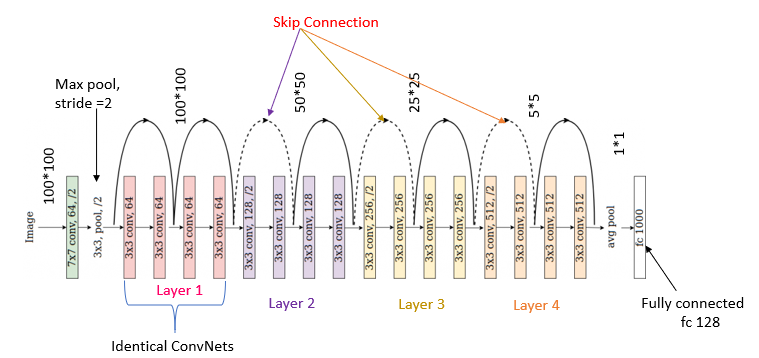 Skip Connection
Max pool,
stride =2
100*100
100*100
50*50
25*25
5*5
1*1
Image
7x7 conv, 64, /2
3x3, pool, /2
3x3 conv, 64
3x3 conv, 64
3x3 conv, 64
3x3 conv, 64
3x3 conv, 128, /2
3x3 conv, 128
3x3 conv, 128
3x3 conv, 128
3x3 conv, 256, /2
3x3 conv, 256
3x3 conv, 256
3x3 conv, 256
3x3 conv, 512, /2
3x3 conv, 512
3x3 conv, 512
3x3 conv, 512
avg pool
fc 1000
Layer 1
Layer 2
Layer 3
Layer 4
Fully connected
fc 128
Identical ConvNets